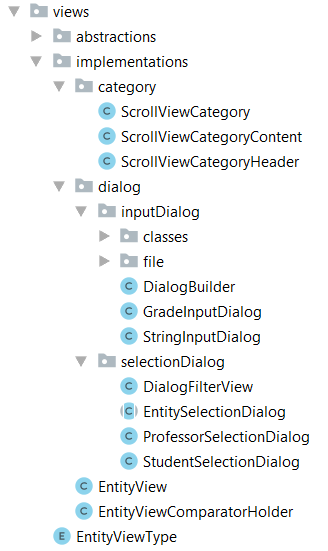 views
abstractions
implementations
category
C ScrollViewCategory
C ScrollViewCategoryContent
C ScrollViewCategoryHeader
dialog
inputDialog
classes
file
C DialogBuilder
C GradeInputDialog
C StringInputDialog
selectionDialog
C DialogFilterView
C EntitySelectionDialog
C ProfessorSelectionDialog
C StudentSelectionDialog
C EntityView
C EntityViewComparatorHolder
E EntityViewType